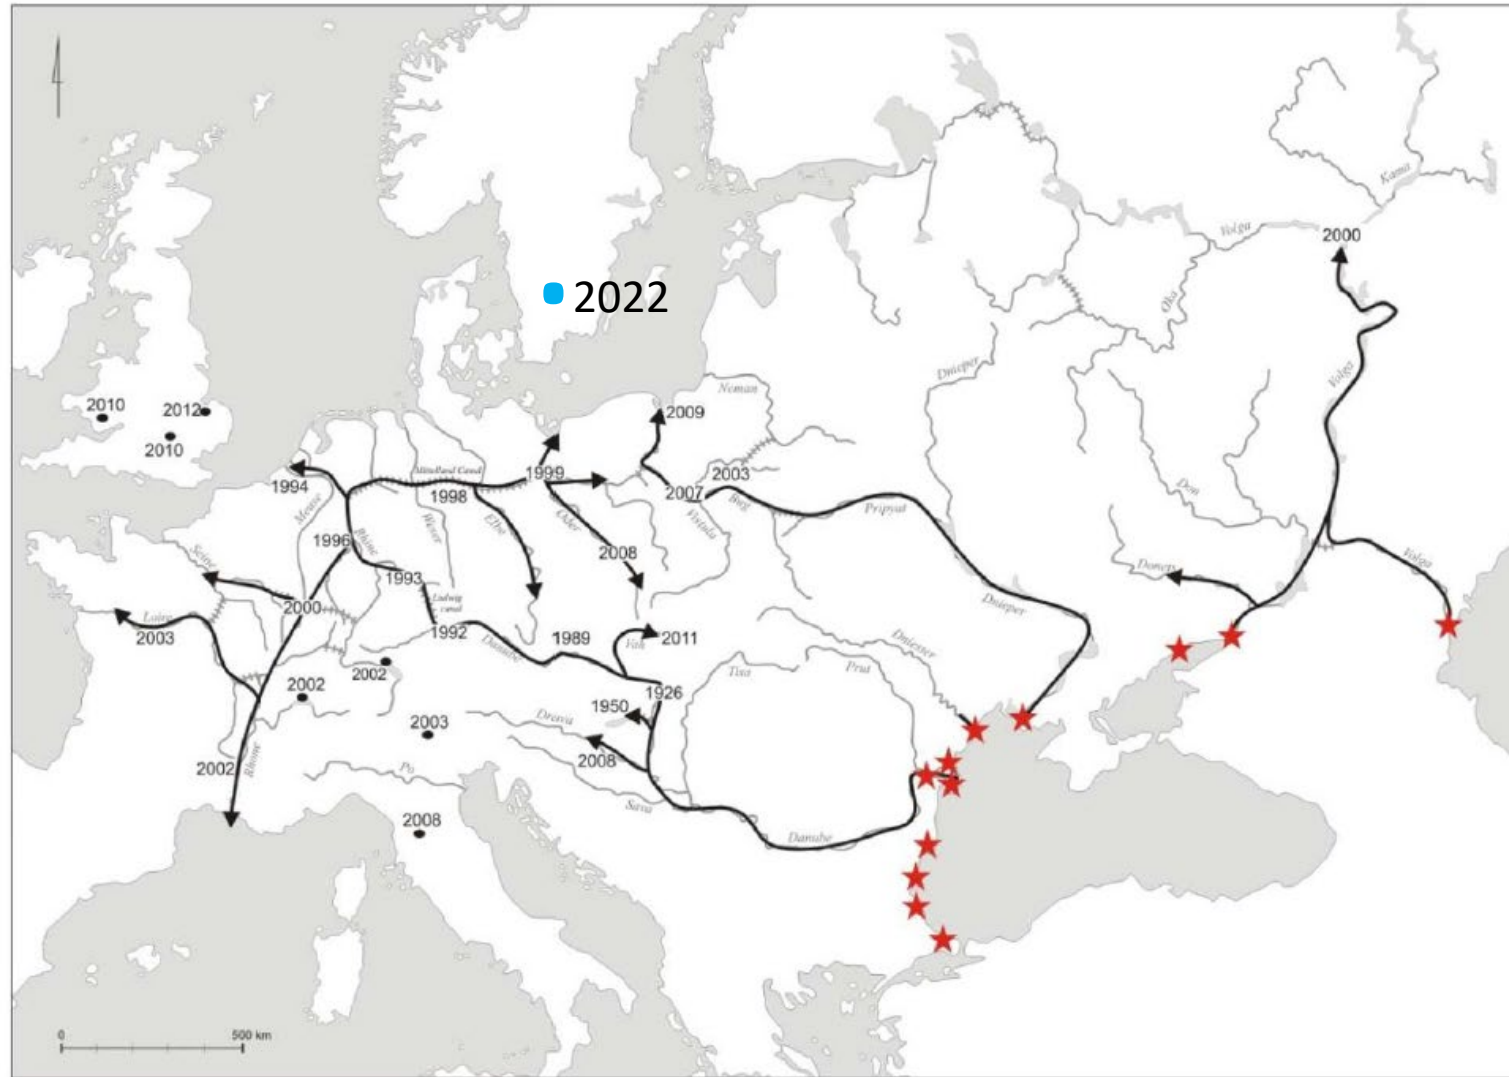 Kama
Volga
2000
Oka
2022
Volga
Dnieper
Neman
2010
2012
2009
2010
1999
Mittelland Canal
2003
1994
1998
2007
Don
Meuse
Bug
Pripyat
Weser
Elbe
Oder
Vistula
1996
Rhine
2008
Seine
Volga
1993
Donets
Ludwig
canal
2000
Dnieper
Loire
1992
1989
2011
2003
Danube
Vah
Dniester
2002
Tisa
Prut
2002
1926
1950
2003
Drava
2008
2002
Rhone
Po
Sava
2008
Danube
0
500 km